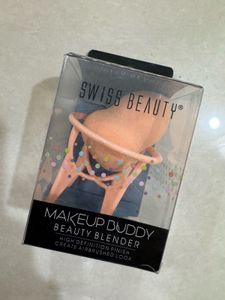 SWISS BEAUTY®
MAKEUP BUDDY
BEAUTY BLENDER
HIGH DEFINITION FINISH
CREATE AIRBRUSHED LOOK